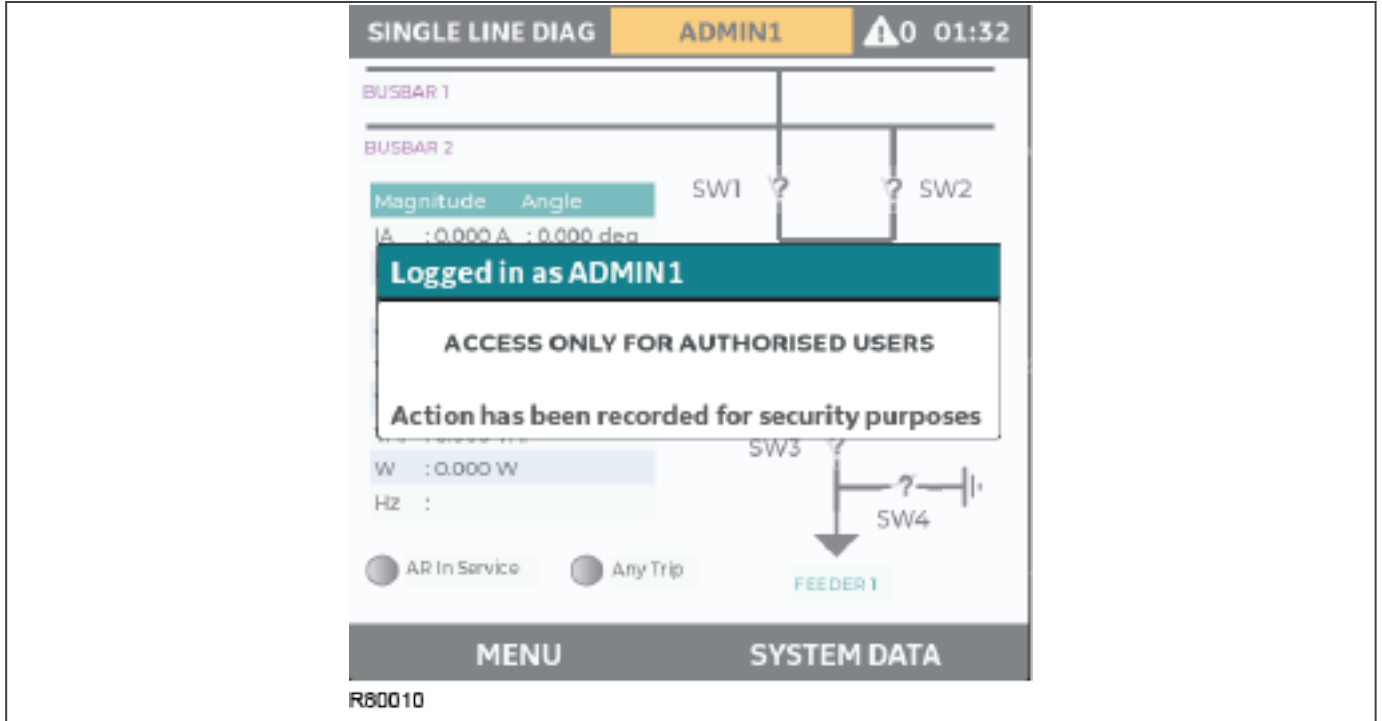 SINGLE LINE DIAG ADMIN1 0 01:32
BUSBAR 1
BUSBAR 2
SW1 ? ? SW2
Magnitude Angle
IA : 0.000 A : 0.000 deg
Logged in as ADMIN1
ACCESS ONLY FOR AUTHORISED USERS
Action has been recorded for security purposes
SW3 ?
W : 0.000 W
Hz :
?
SW4
AR In Service Any Trip
FEEDER 1
MENU SYSTEM DATA
R80010